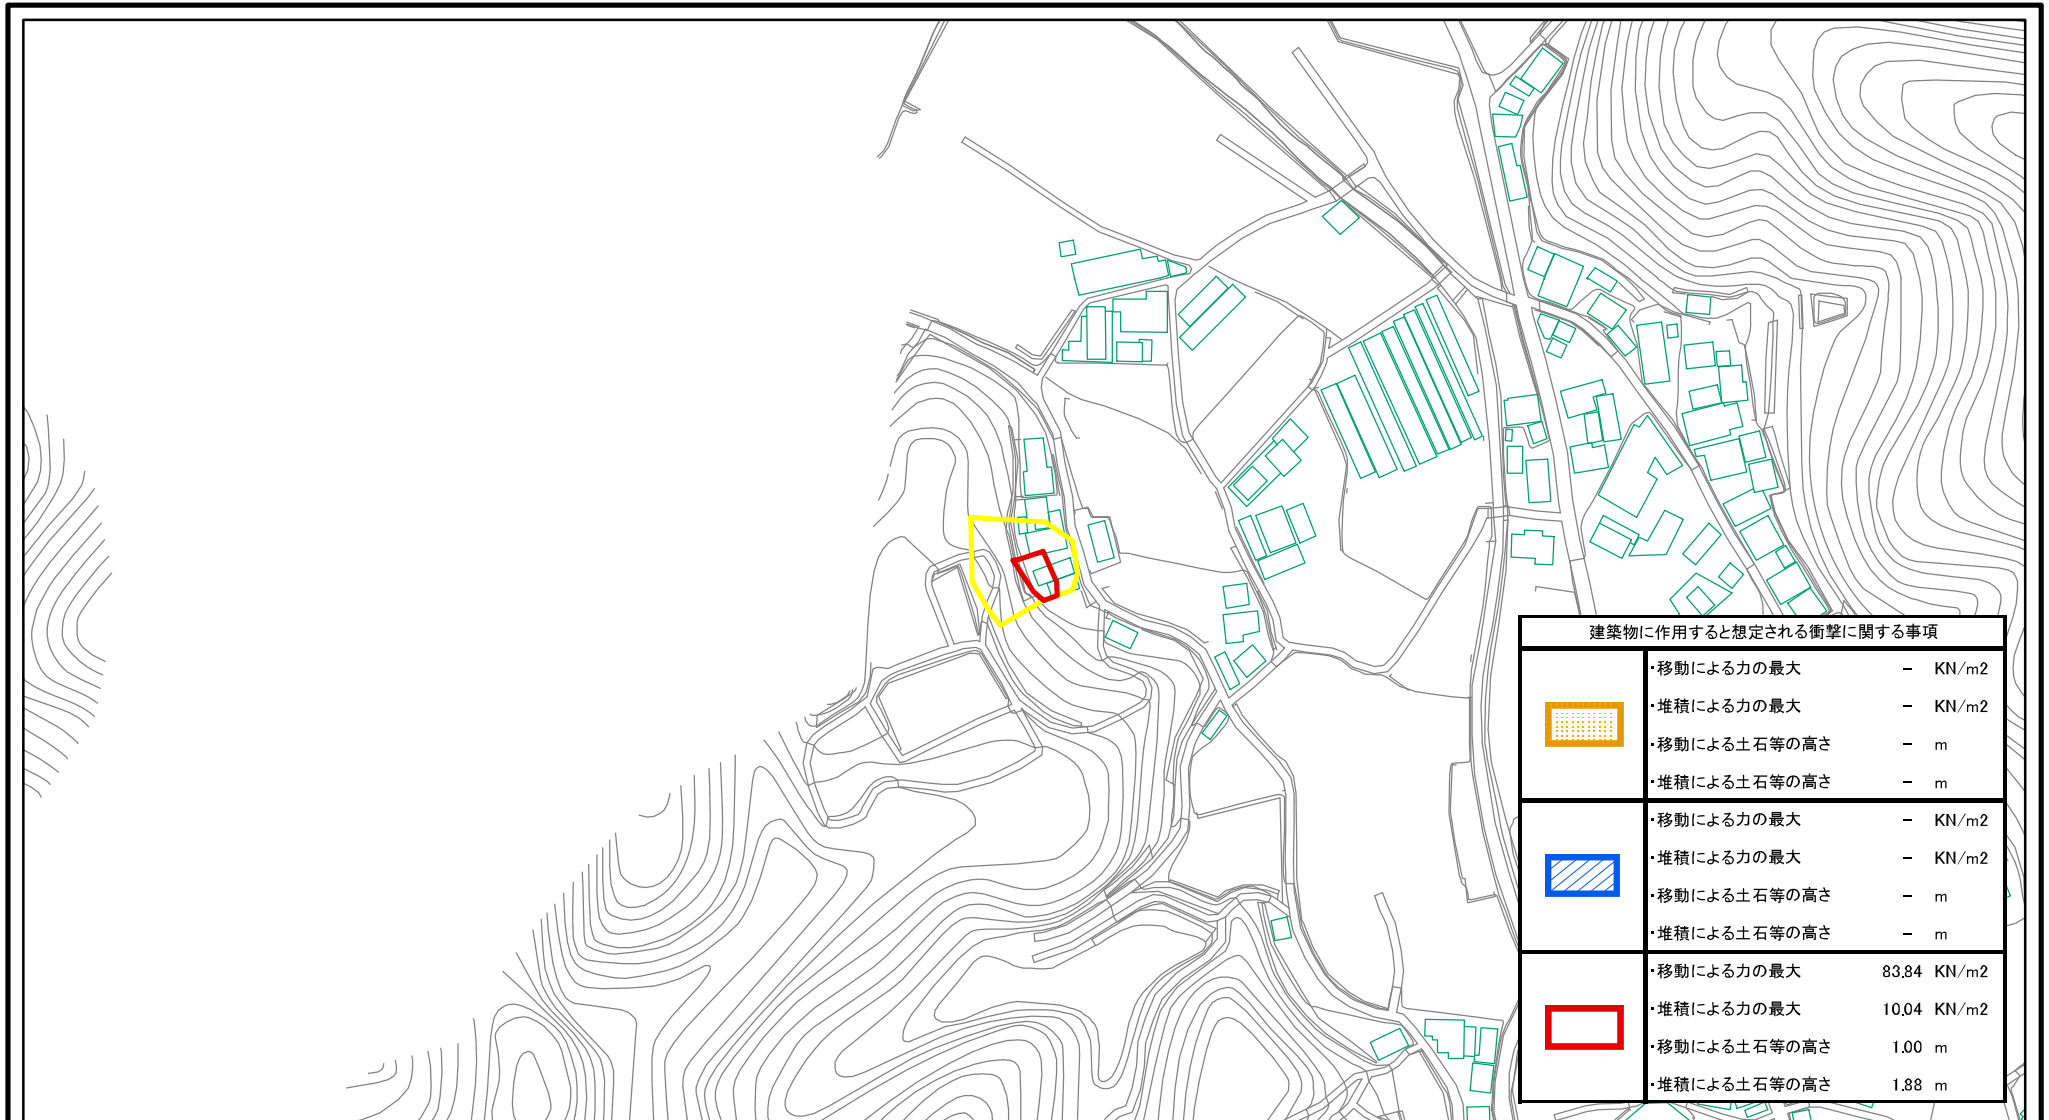 建築物に作用すると想定される衝撃に関する事項
・移動による力の最大 － KN/m2
・堆積による力の最大 － KN/m2
・移動による土石等の高さ － m
・堆積による土石等の高さ － m
・移動による力の最大 － KN/m2
・堆積による力の最大 － KN/m2
・移動による土石等の高さ － m
・堆積による土石等の高さ － m
・移動による力の最大 83.84 KN/m2
・堆積による力の最大 10.04 KN/m2
・移動による土石等の高さ 1.00 m
・堆積による土石等の高さ 1.88 m